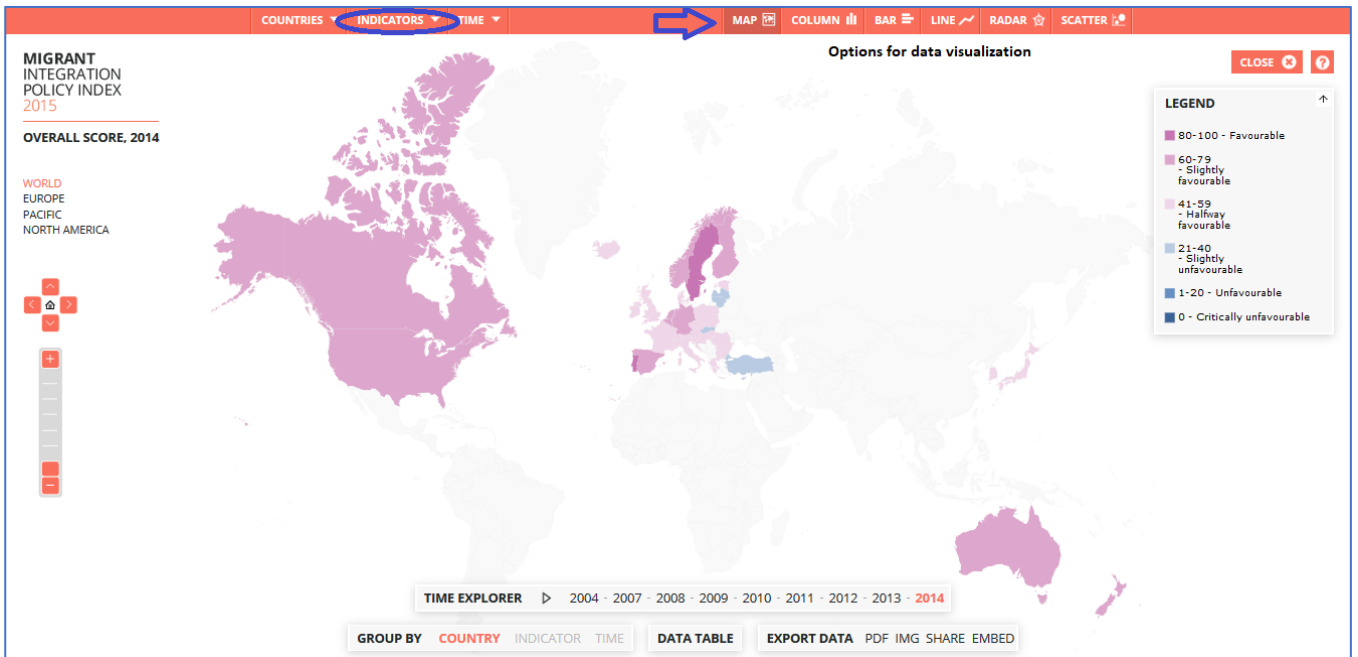 COUNTRIES INDICATORS TIME MAP COLUMN BAR LINE RADAR SCATTER
Options for data visualization
CLOSE ?
MIGRANT
INTEGRATION
POLICY INDEX
2015
OVERALL SCORE, 2014
WORLD
EUROPE
PACIFIC
NORTH AMERICA
LEGEND
80-100 - Favourable
60-79
- Slightly
favourable
41-59
- Halfway
favourable
21-40
- Slightly
unfavourable
1-20 - Unfavourable
0 - Critically unfavourable
TIME EXPLORER 2004 - 2007 - 2008 - 2009 - 2010 - 2011 - 2012 - 2013 - 2014
GROUP BY COUNTRY INDICATOR TIME DATA TABLE EXPORT DATA PDF IMG SHARE EMBED